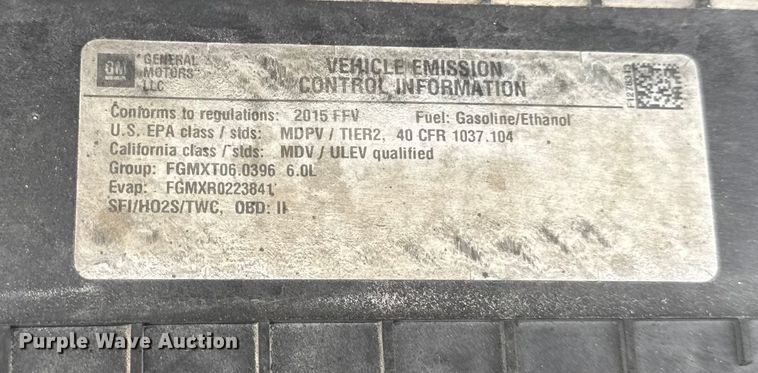 GM
GENERAL
MOTORS
LLC
VEHICLE EMISSION
CONTROL INFORMATION
Conforms to regulations: 2015 FFV Fuel: Gasoline/Ethanol
U.S. EPA class / stds: MDPV / TIER2, 40 CFR 1037.104
California class / stds: MDV / ULEV qualified
Group: FGMXT06.0396 6.0L
Evap: FGMXR0223841
SFI/HO2S/TWC, OBD: II
Purple Wave Auction